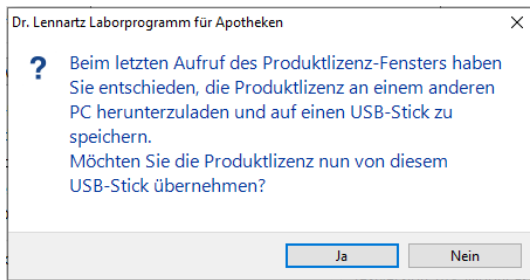 Dr. Lennartz Laborprogramm für Apotheken
Beim letzten Aufruf des Produktlizenz-Fensters haben
Sie entschieden, die Produktlizenz an einem anderen
PC herunterzuladen und auf einen USB-Stick zu
speichern.
Möchten Sie die Produktlizenz nun von diesem
USB-Stick übernehmen?
Ja
Nein